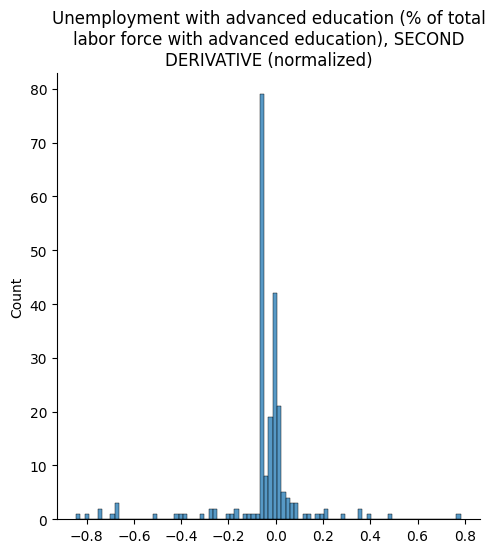 Unemployment with advanced education (% of total
labor force with advanced education), SECOND
DERIVATIVE (normalized)
80
70
60
50
40
30
20
10
0
Count
−0.8 −0.6 −0.4 −0.2 0.0 0.2 0.4 0.6 0.8